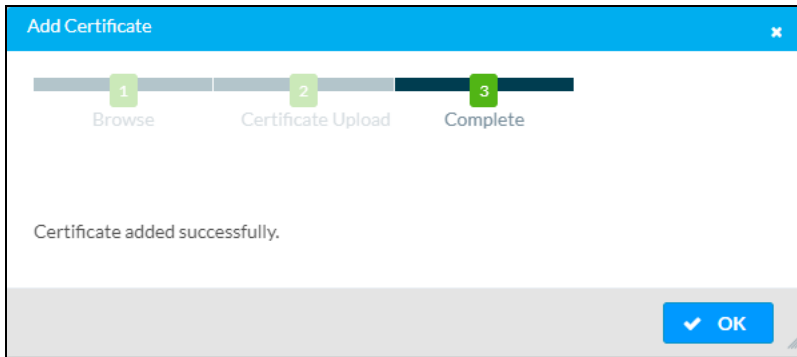 Add Certificate
1 2 3
Browse Certificate Upload Complete
Certificate added successfully.
OK